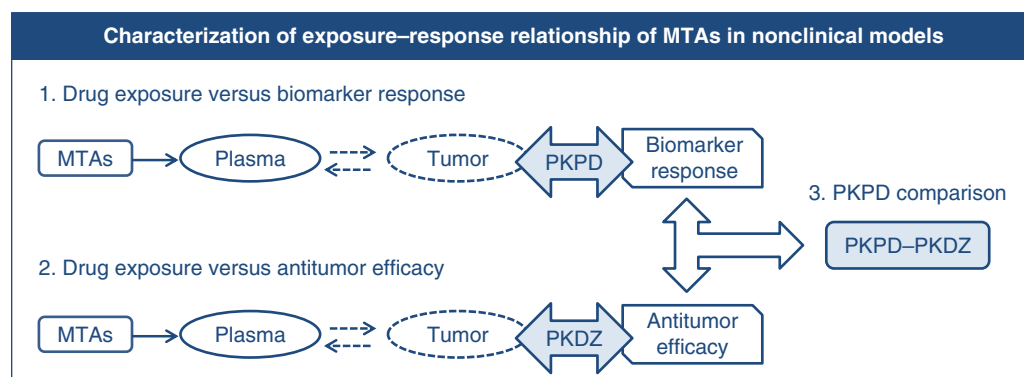 Characterization of exposure–response relationship of MTAs in nonclinical models
1. Drug exposure versus biomarker response
MTAs
Plasma
Tumor
PKPD
Biomarker
response
3. PKPD comparison
PKPD–PKDZ
2. Drug exposure versus antitumor efficacy
MTAs
Plasma
Tumor
PKDZ
Antitumor
efficacy